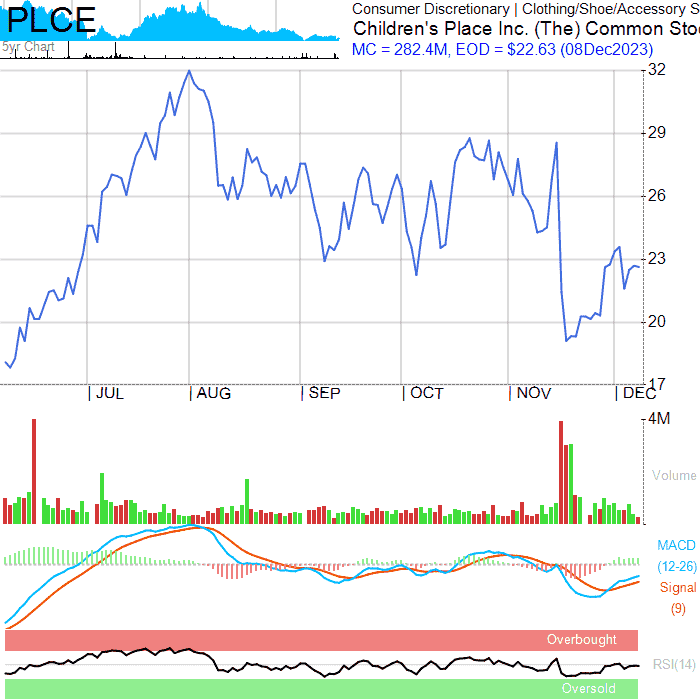 PLCE
5yr Chart
Consumer Discretionary | Clothing/Shoe/Accessory S
Children's Place Inc. (The) Common Sto
MC = 282.4M, EOD = $22.63 (08Dec2023)
32
29
26
23
20
17
| JUL | AUG | SEP | OCT | NOV | DEC
4M
Volume
MACD
(12-26)
Signal
(9)
Overbought
RSI(14)
Oversold